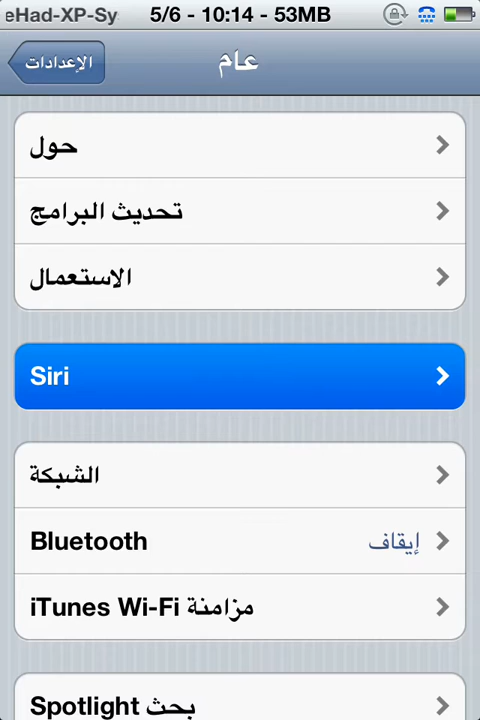 eHad-XP-Sy 5/6 - 10:14 - 53MB
الإعدادات
عام
حول
تحديث البرامج
الاستعمال
Siri
الشبكة
Bluetooth إيقاف
مزامنة iTunes Wi-Fi
بحث Spotlight